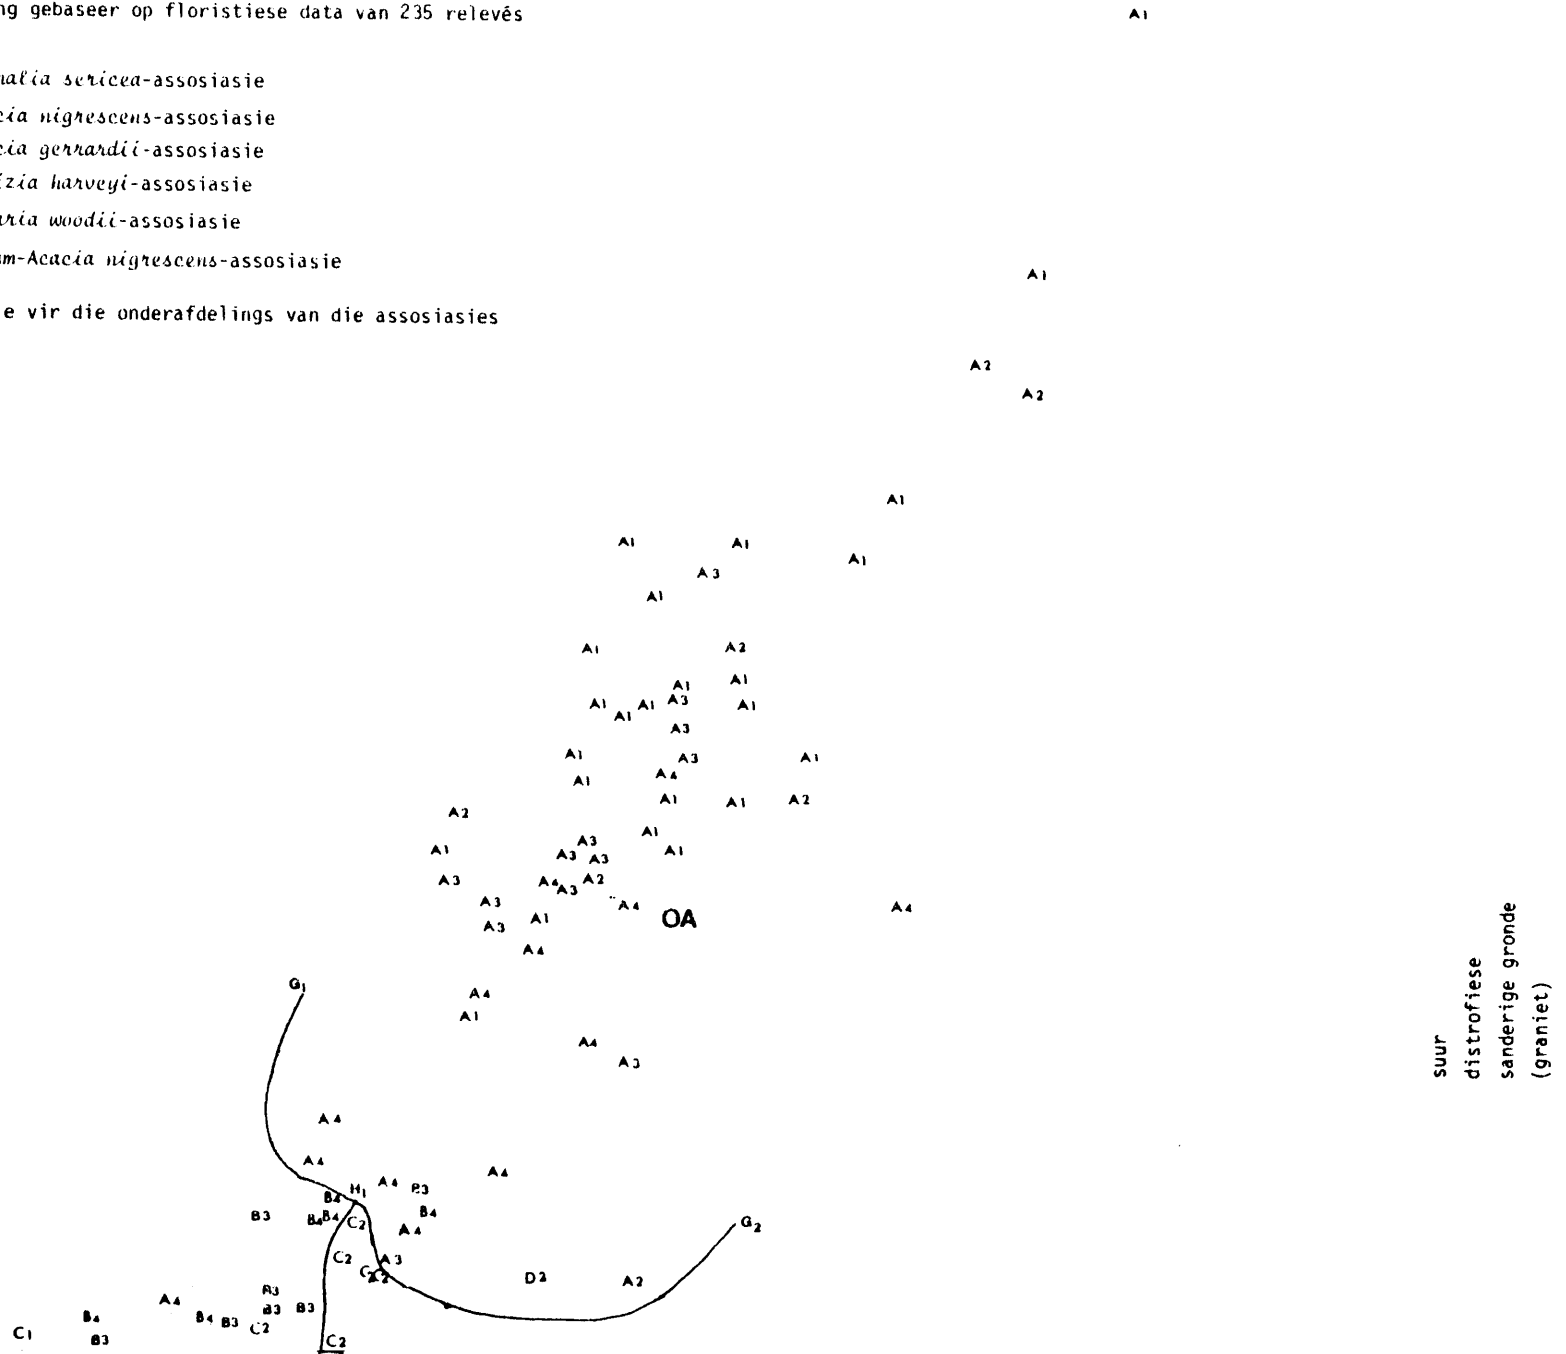 ng gebaseer op floristiese data van 235 relevés
A1
nalia sericea-assosiasie
cia nigrescens-assosiasie
cia gerrardii-assosiasie
izia harveyi-assosiasie
aria woodii-assosiasie
um-Acacia nigrescens-assosiasie
A1
e vir die onderafdelings van die assosiasies
A2
A2
A1
A1 A1
A1
A3
A1
A1 A2
A1
A1
A3
A1 A1 A1
A1
A3
A1 A3 A1
A4
A1
A1 A1 A2
A2
A1
A3
A1 A3 A3 A1
A3 A4 A3 A2
A3 A4 OA A4
A3 A1
A4
suur
distrofiese
sanderige gronde
(graniet)
G1
A4
A1
A4
A3
A4
A4
A4
H1 A4 B3
B4
B3 B4 B4 C2 B4
A4 G2
C2 A3
C2 C2 D2 A2
A3
A4 B3 B3
B4 B4 B3 C2
C1 B3 C2